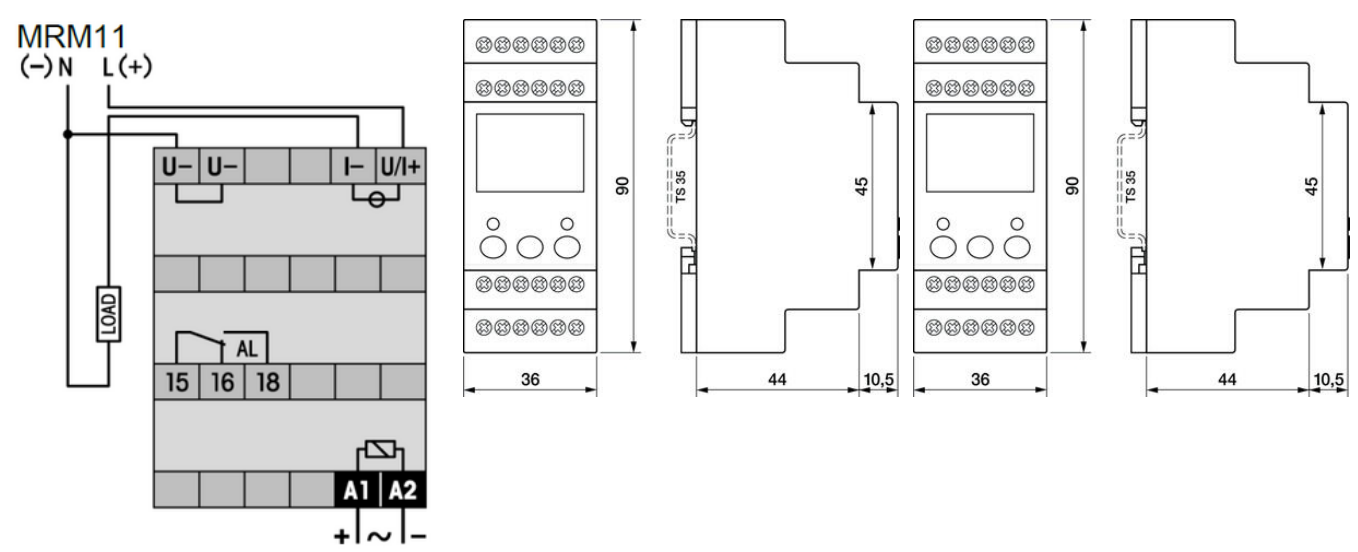 MRM11
(–) N L (+)
U– U– I– U/I+
LOAD
AL
15 16 18
A1 A2
+ ~ –
90
36
TS 35
45
44 10,5
90
36
TS 35
45
44 10,5